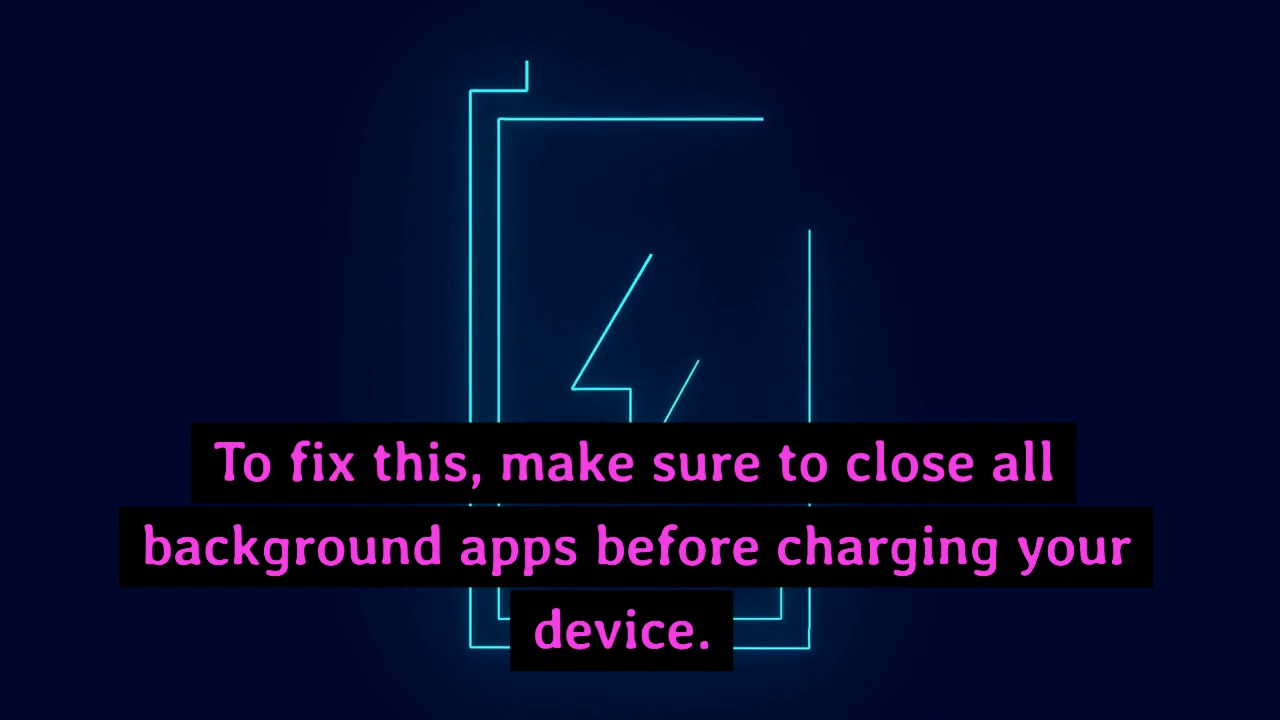 To fix this, make sure to close all
background apps before charging your
device.